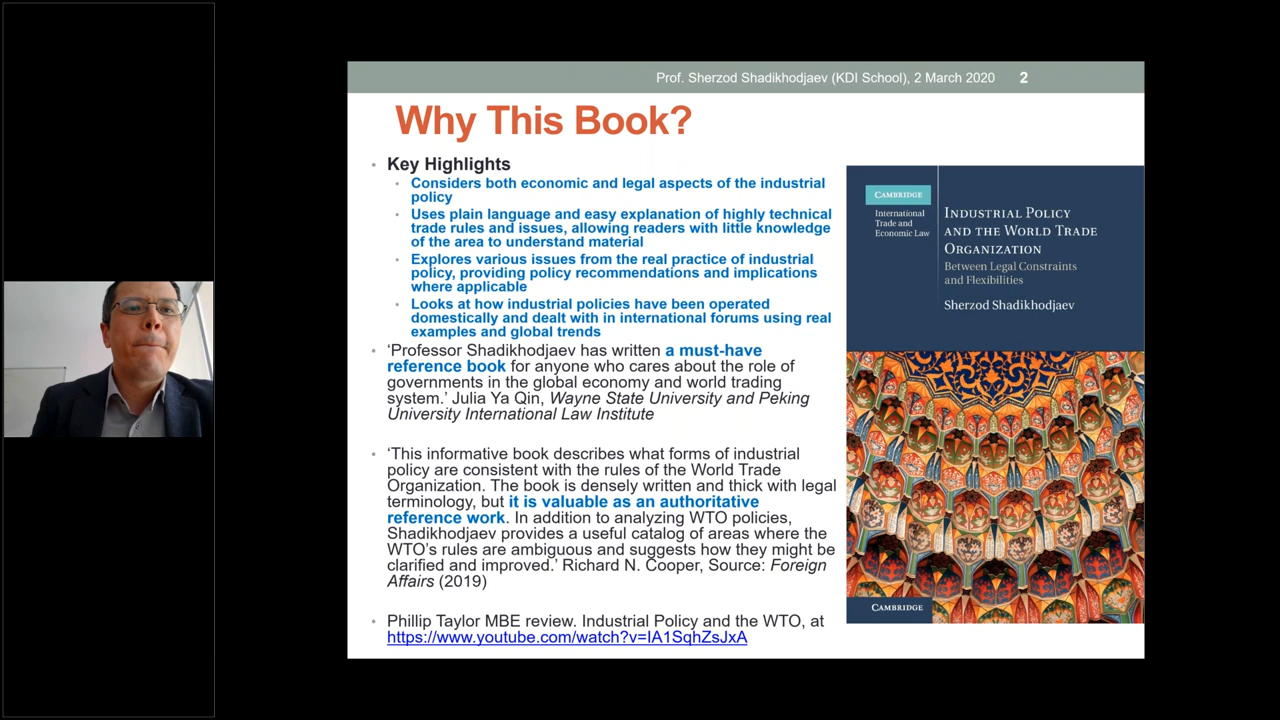 Prof. Sherzod Shadikhodjaev (KDI School), 2 March 2020 2
Why This Book?
Key Highlights
Considers both economic and legal aspects of the industrial
policy
Uses plain language and easy explanation of highly technical
trade rules and issues, allowing readers with little knowledge
of the area to understand material
Explores various issues from the real practice of industrial
policy, providing policy recommendations and implications
where applicable
Looks at how industrial policies have been operated
domestically and dealt with in international forums using real
examples and global trends
‘Professor Shadikhodjaev has written a must-have
reference book for anyone who cares about the role of
governments in the global economy and world trading
system.’ Julia Ya Qin, Wayne State University and Peking
University International Law Institute
‘This informative book describes what forms of industrial
policy are consistent with the rules of the World Trade
Organization. The book is densely written and thick with legal
terminology, but it is valuable as an authoritative
reference work. In addition to analyzing WTO policies,
Shadikhodjaev provides a useful catalog of areas where the
WTO’s rules are ambiguous and suggests how they might be
clarified and improved.’ Richard N. Cooper, Source: Foreign
Affairs (2019)
Phillip Taylor MBE review. Industrial Policy and the WTO, at
https://www.youtube.com/watch?v=IA1SqhZsJxA
CAMBRIDGE
International
Trade and
Economic Law
INDUSTRIAL POLICY
AND THE WORLD TRADE
ORGANIZATION
Between Legal Constraints
and Flexibilities
Sherzod Shadikhodjaev
CAMBRIDGE